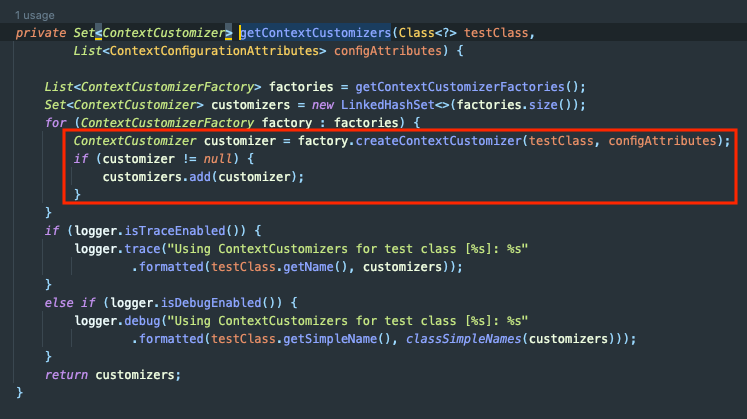 1 usage
private Set<ContextCustomizer> getContextCustomizers(Class<?> testClass,
List<ContextConfigurationAttributes> configAttributes) {
List<ContextCustomizerFactory> factories = getContextCustomizerFactories();
Set<ContextCustomizer> customizers = new LinkedHashSet<>(factories.size());
for (ContextCustomizerFactory factory : factories) {
ContextCustomizer customizer = factory.createContextCustomizer(testClass, configAttributes);
if (customizer != null) {
customizers.add(customizer);
}
}
if (logger.isTraceEnabled()) {
logger.trace("Using ContextCustomizers for test class [%s]: %s"
.formatted(testClass.getName(), customizers));
}
else if (logger.isDebugEnabled()) {
logger.debug("Using ContextCustomizers for test class [%s]: %s"
.formatted(testClass.getSimpleName(), classSimpleNames(customizers)));
}
return customizers;
}